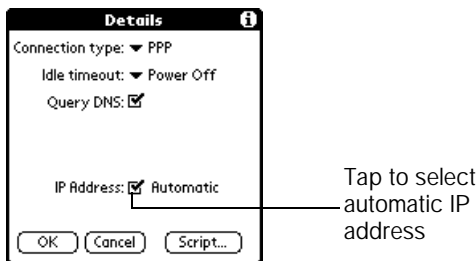 Details
Connection type: PPP
Idle timeout: Power Off
Query DNS:
IP Address: Automatic
OK Cancel Script...
Tap to select
automatic IP
address